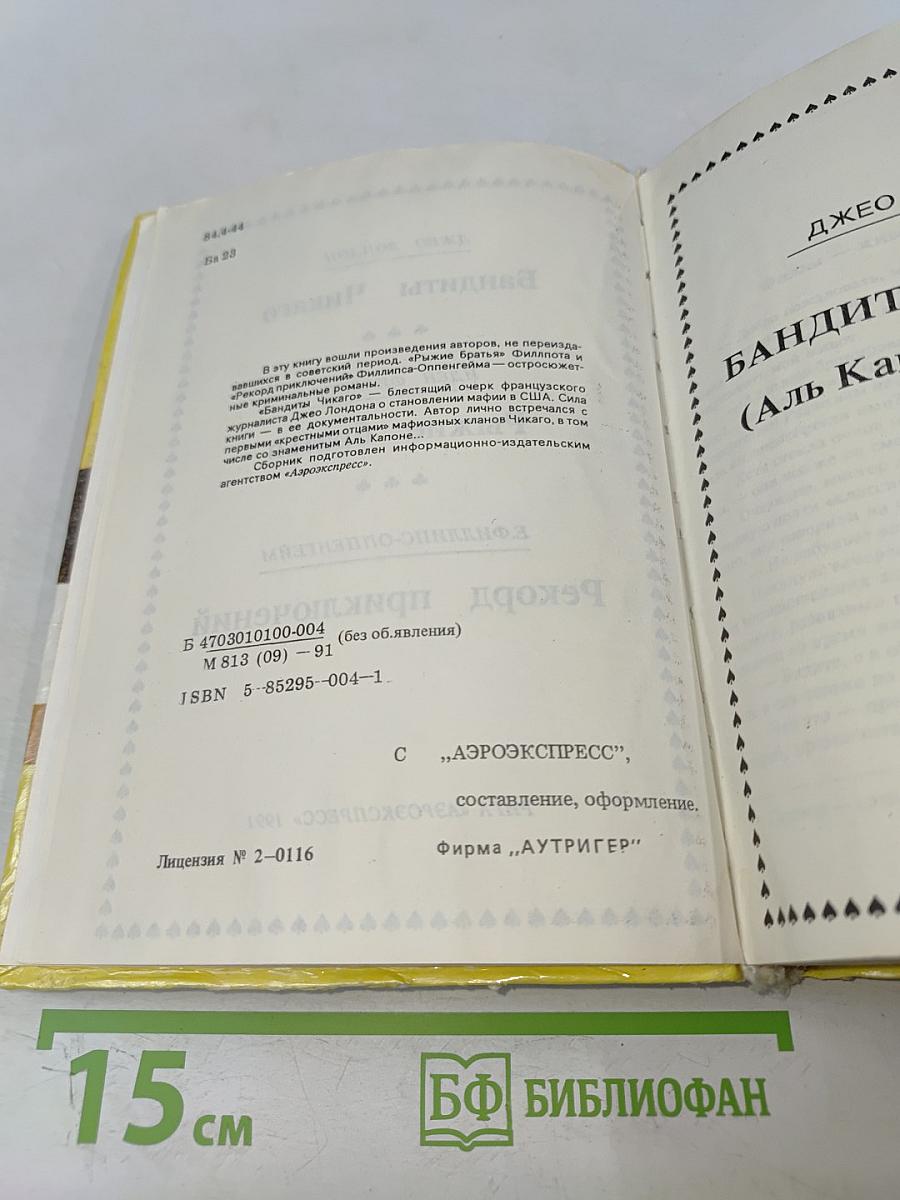 84.4-44
Ба 23
В эту книгу вошли произведения авторов, не переизда-
вавшихся в советский период. «Рыжие братья» Филлпота и
«Рекорд приключений» Филлипса-Оппенгейма — остросюжет-
ные криминальные романы.
«Бандиты Чикаго» — блестящий очерк французского
журналиста Джео Лондона о становлении мафии в США. Сила
книги — в ее документальности. Автор лично встречался с
первыми «крестными отцами» мафиозных кланов Чикаго, в том
числе со знаменитым Аль Капоне...
Сборник подготовлен информационно-издательским
агентством «Аэроэкспресс».
Б 4703010100-004 (без об.явления)
М 813 (09) — 91
ISBN 5--85295--004—1
С „АЭРОЭКСПРЕСС”,
составление, оформление.
Лицензия № 2—0116
Фирма „АУТРИГЕР”
ДЖЕО
БАНДИТ
(Аль Ка
15 см
БФ БИБЛИОФАН